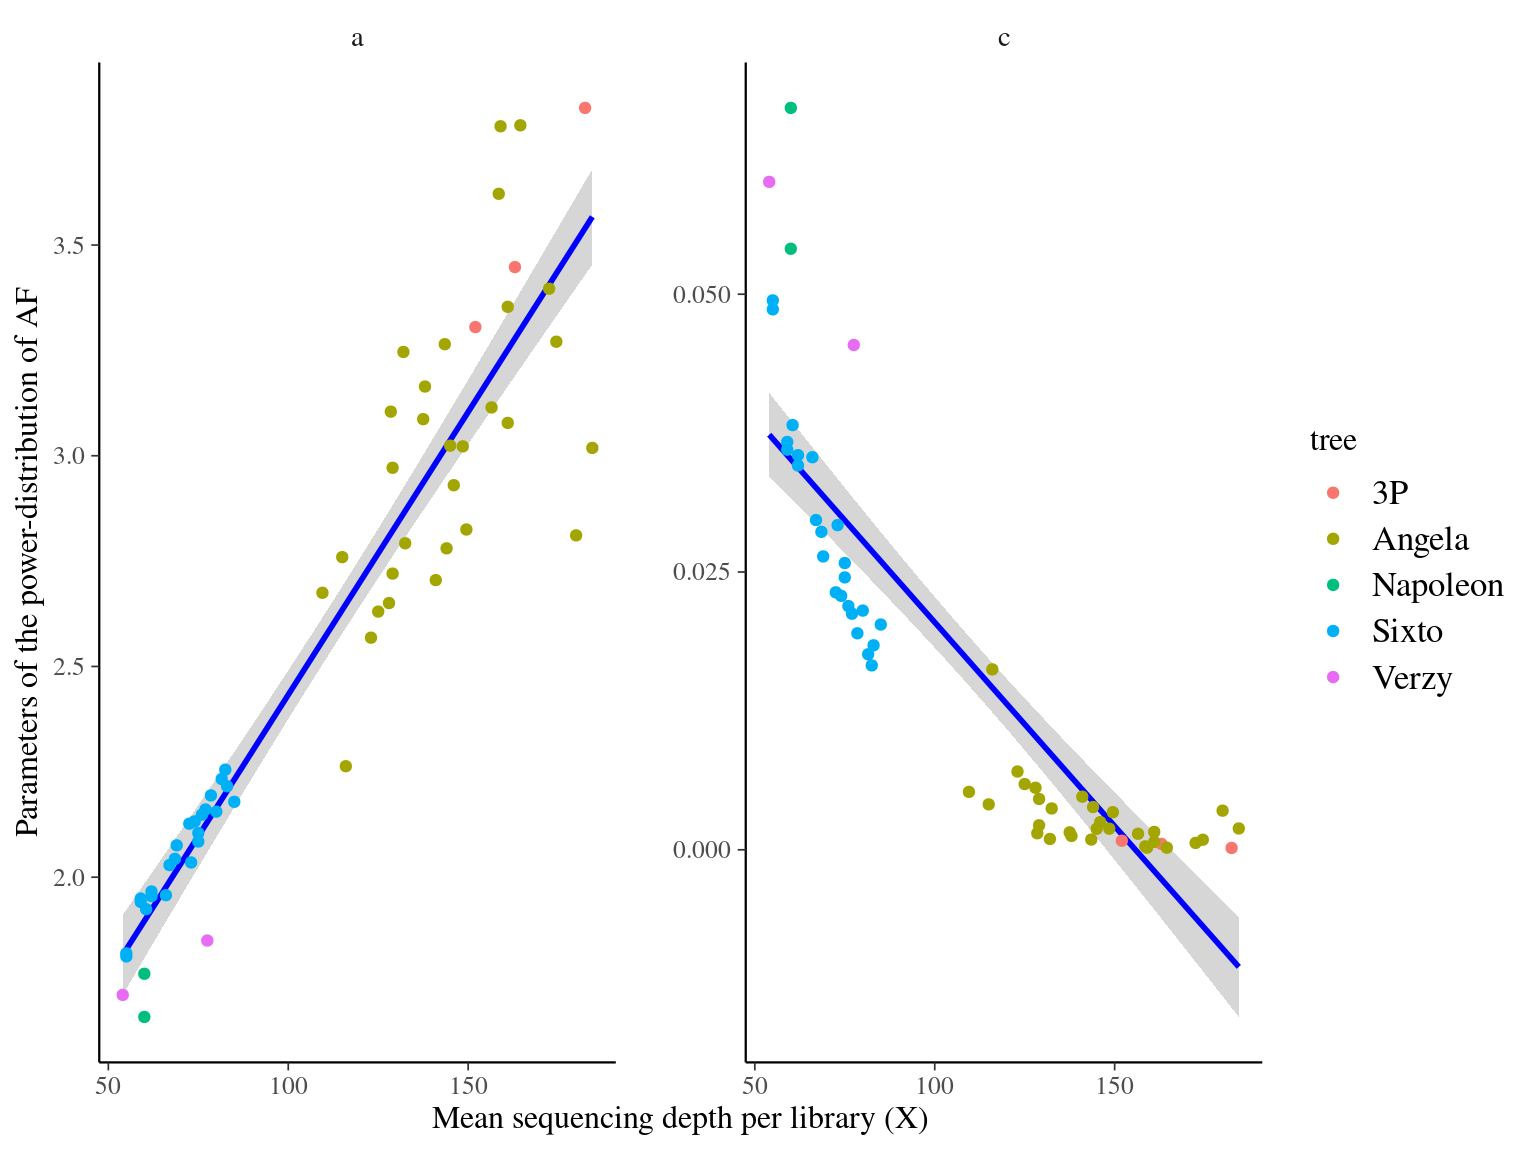 a
c
Parameters of the power-distribution of AF
3.5
3.0
2.5
2.0
50
100
150
0.050
0.025
0.000
50
100
150
Mean sequencing depth per library (X)
tree
3P
Angela
Napoleon
Sixto
Verzy